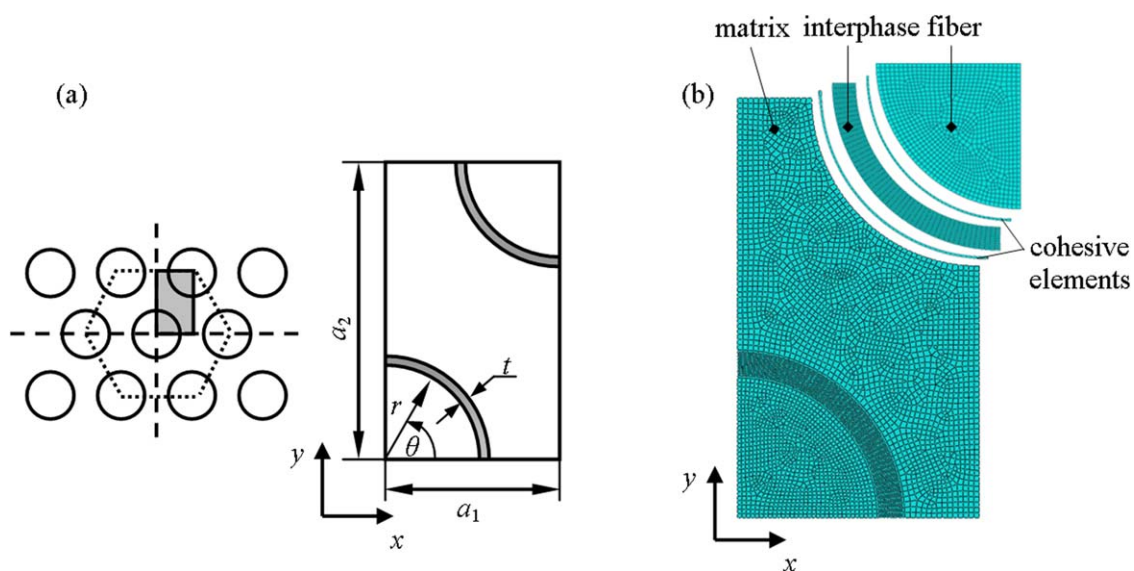 (a)
a2
r
t
θ
y
x
a1
(b)
matrix interphase fiber
cohesive
elements
y
x